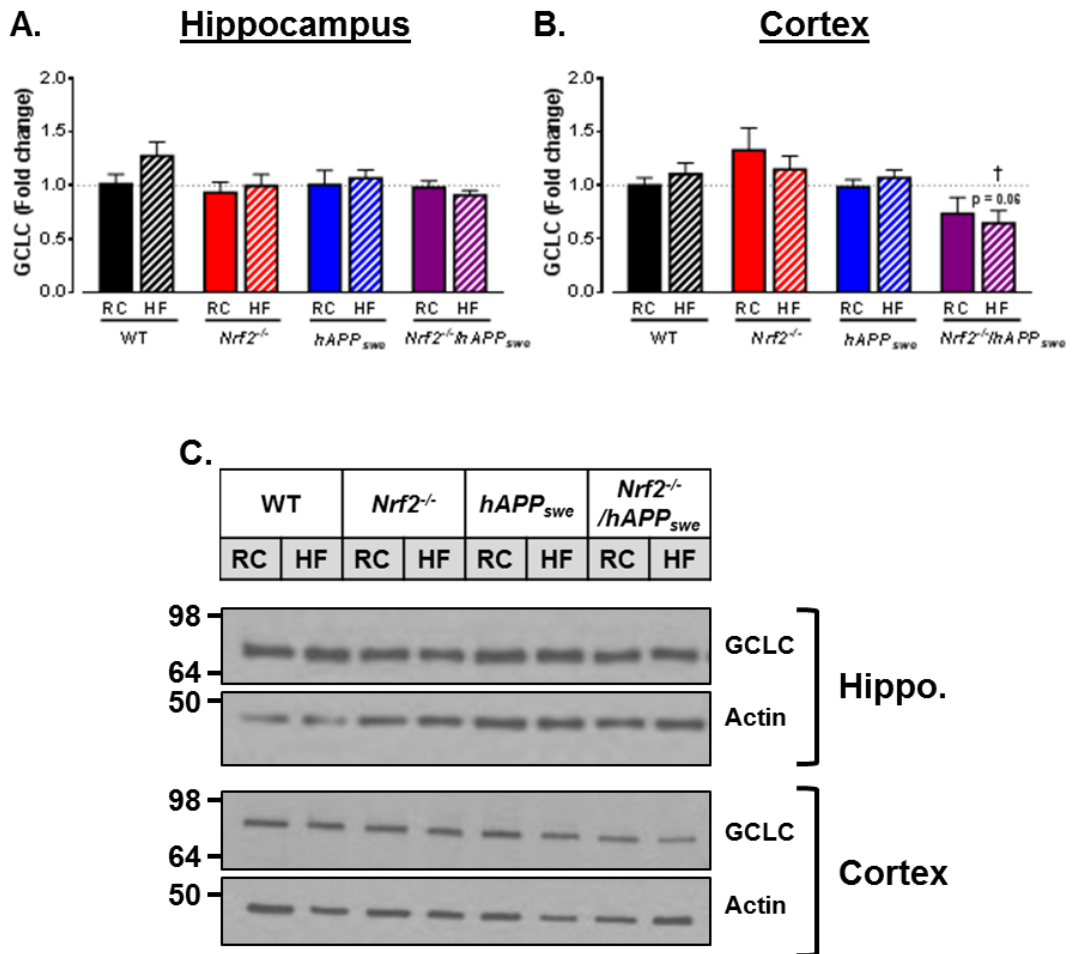 A. Hippocampus
GCLC (Fold change)
2.0
1.5
1.0
0.5
0.0
RC HF RC HF RC HF RC HF
WT Nrf2-/- hAPPswe Nrf2-/-/hAPPswe
B. Cortex
GCLC (Fold change)
2.0
1.5
1.0
0.5
0.0
†
p = 0.06
RC HF RC HF RC HF RC HF
WT Nrf2-/- hAPPswe Nrf2-/-/hAPPswe
C.
WT Nrf2-/- hAPPswe Nrf2-/-
/hAPPswe
RC HF RC HF RC HF RC HF
98
64
GCLC
50
Actin
Hippo.
98
64
GCLC
50
Actin
Cortex